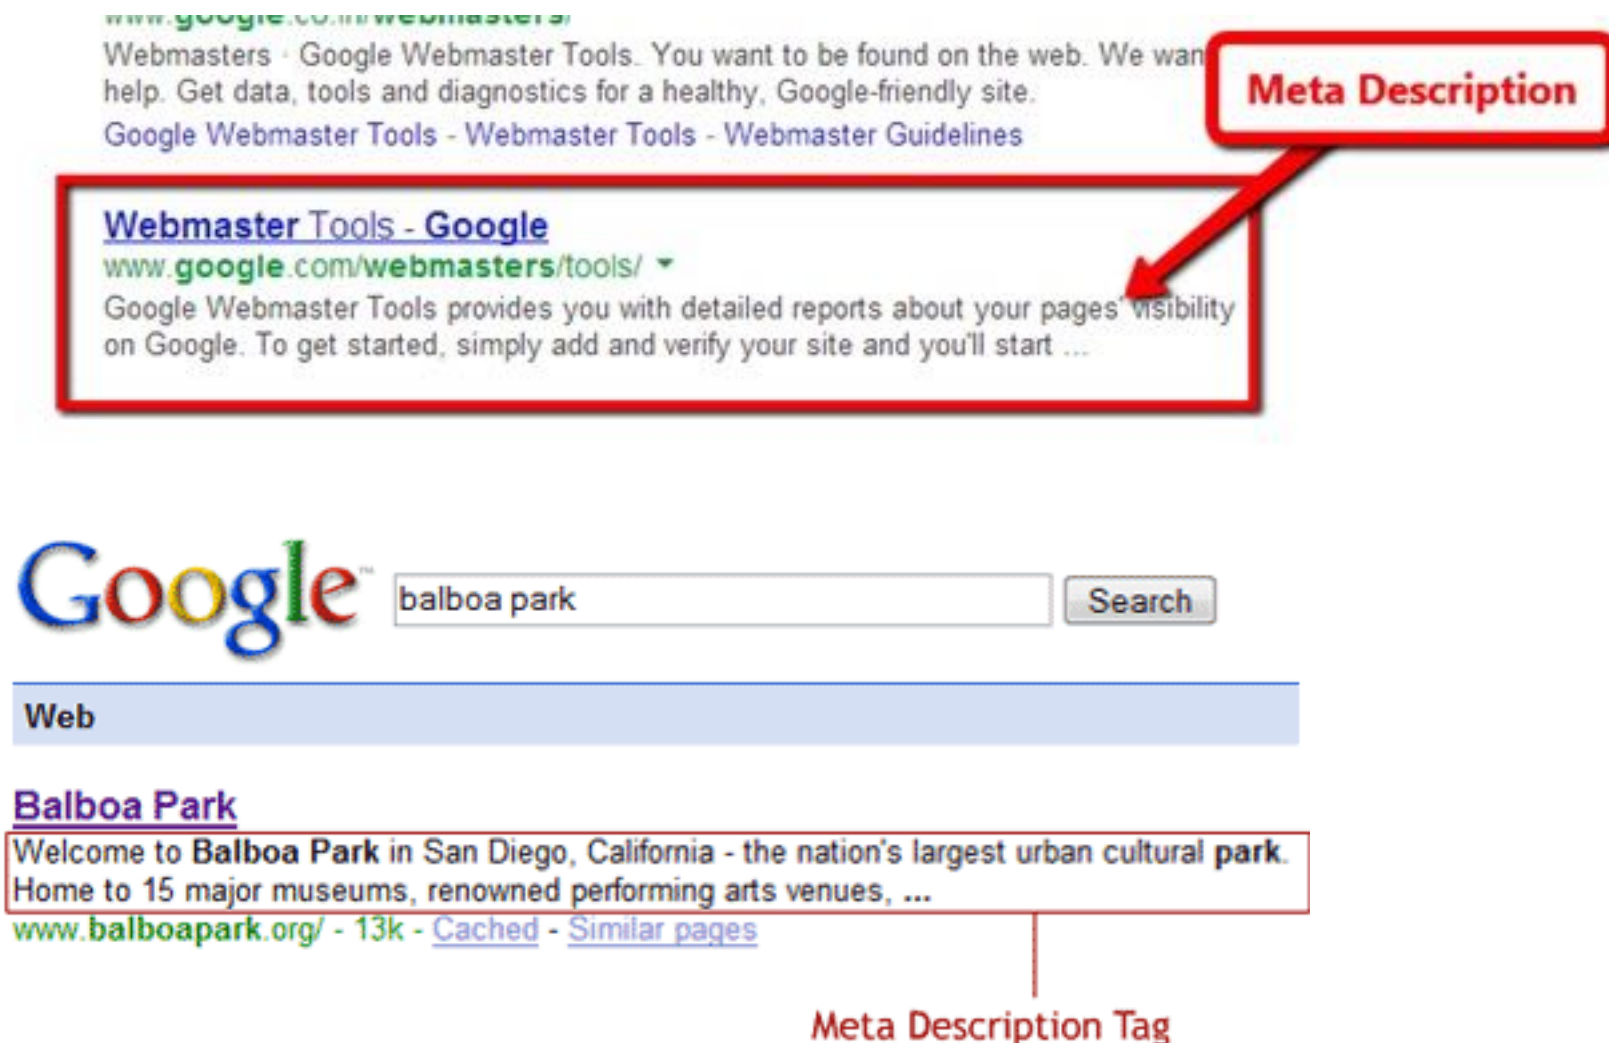 www.google.co.in/webmasters/
Webmasters · Google Webmaster Tools. You want to be found on the web. We wan
help. Get data, tools and diagnostics for a healthy, Google-friendly site.
Google Webmaster Tools - Webmaster Tools - Webmaster Guidelines
Meta Description
Webmaster Tools - Google
www.google.com/webmasters/tools/
Google Webmaster Tools provides you with detailed reports about your pages' visibility
on Google. To get started, simply add and verify your site and you'll start ...
Google™
balboa park
Search
Web
Balboa Park
Welcome to Balboa Park in San Diego, California - the nation's largest urban cultural park.
Home to 15 major museums, renowned performing arts venues, ...
www.balboapark.org/ - 13k - Cached - Similar pages
Meta Description Tag